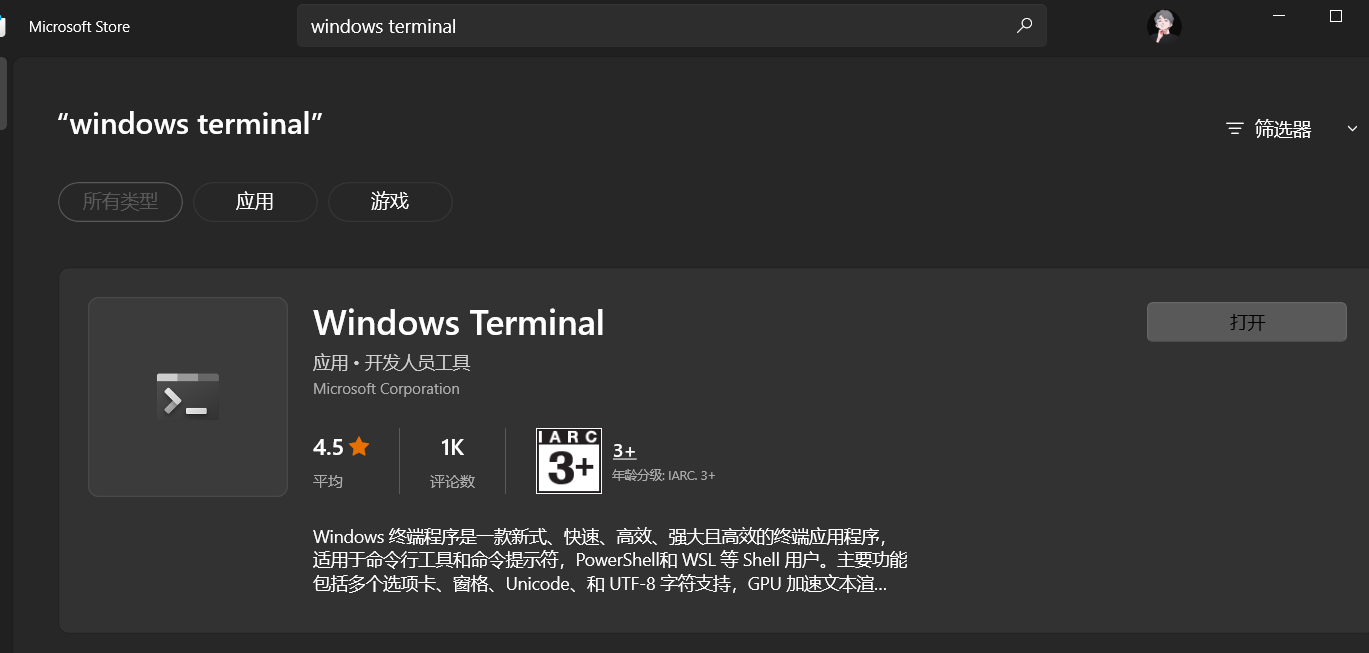 Microsoft Store
windows terminal
“windows terminal”
筛选器
所有类型
应用
游戏
Windows Terminal
打开
应用 • 开发人员工具
Microsoft Corporation
4.5
1K
IARC
3+
3+
平均
评论数
年龄分级: IARC. 3+
Windows 终端程序是一款新式、快速、高效、强大且高效的终端应用程序，
适用于命令行工具和命令提示符，PowerShell和 WSL 等 Shell 用户。主要功能
包括多个选项卡、窗格、Unicode、和 UTF-8 字符支持，GPU 加速文本渲...